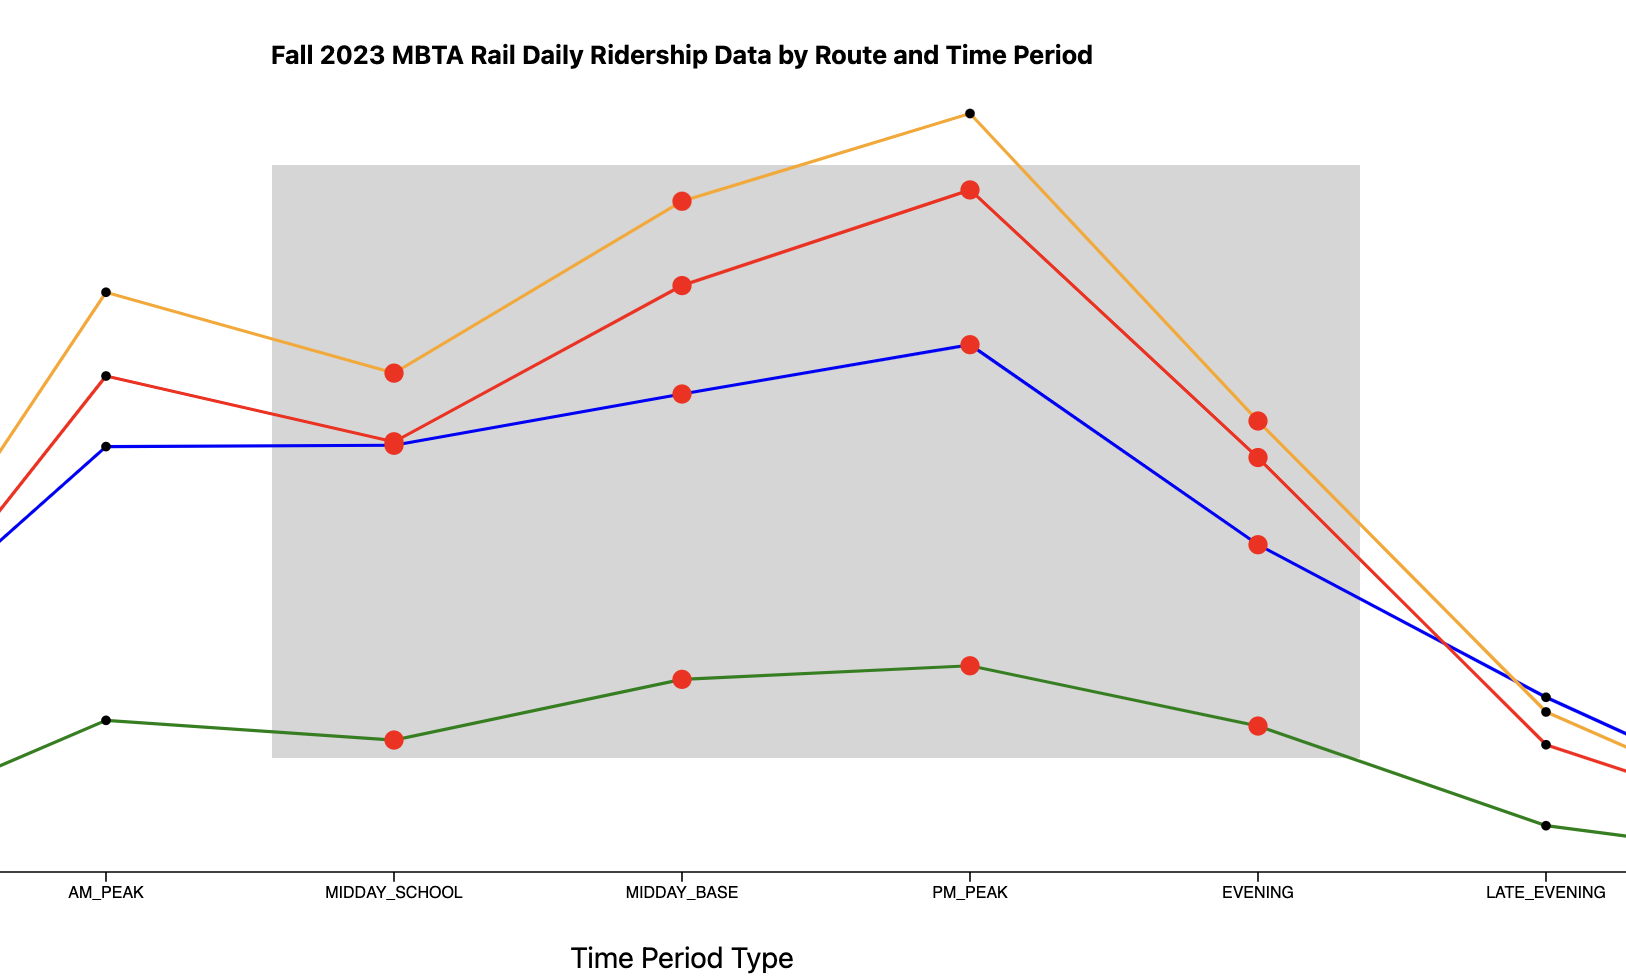 Fall 2023 MBTA Rail Daily Ridership Data by Route and Time Period
AM_PEAK MIDDAY_SCHOOL MIDDAY_BASE PM_PEAK EVENING LATE_EVENING
Time Period Type